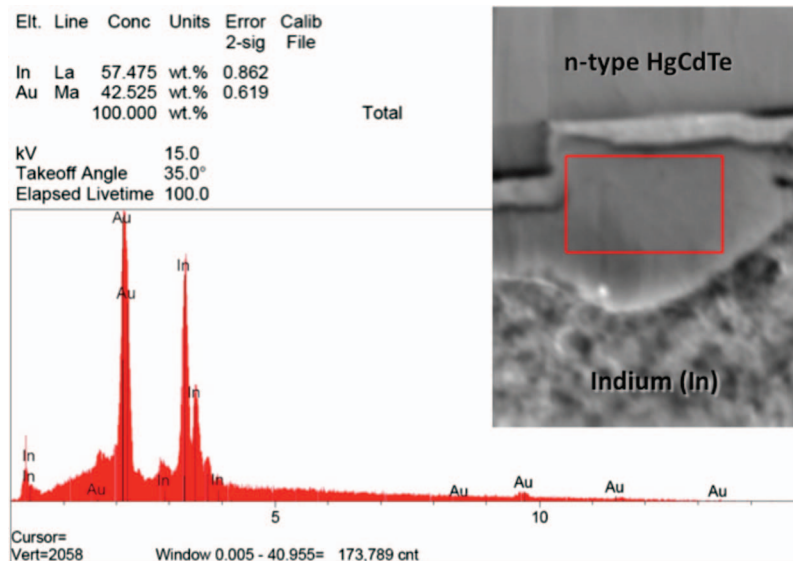 Elt. Line Conc Units Error Calib
2-sig File
In La 57.475 wt.% 0.862
Au Ma 42.525 wt.% 0.619
100.000 wt.% Total
kV 15.0
Takeoff Angle 35.0°
Elapsed Livetime 100.0
n-type HgCdTe
Indium (In)
Au
Au
In
In
In
In
Au
In
In
Au
Au
Au
Au
5 10
Cursor=
Vert=2058 Window 0.005 - 40.955= 173,789 cnt